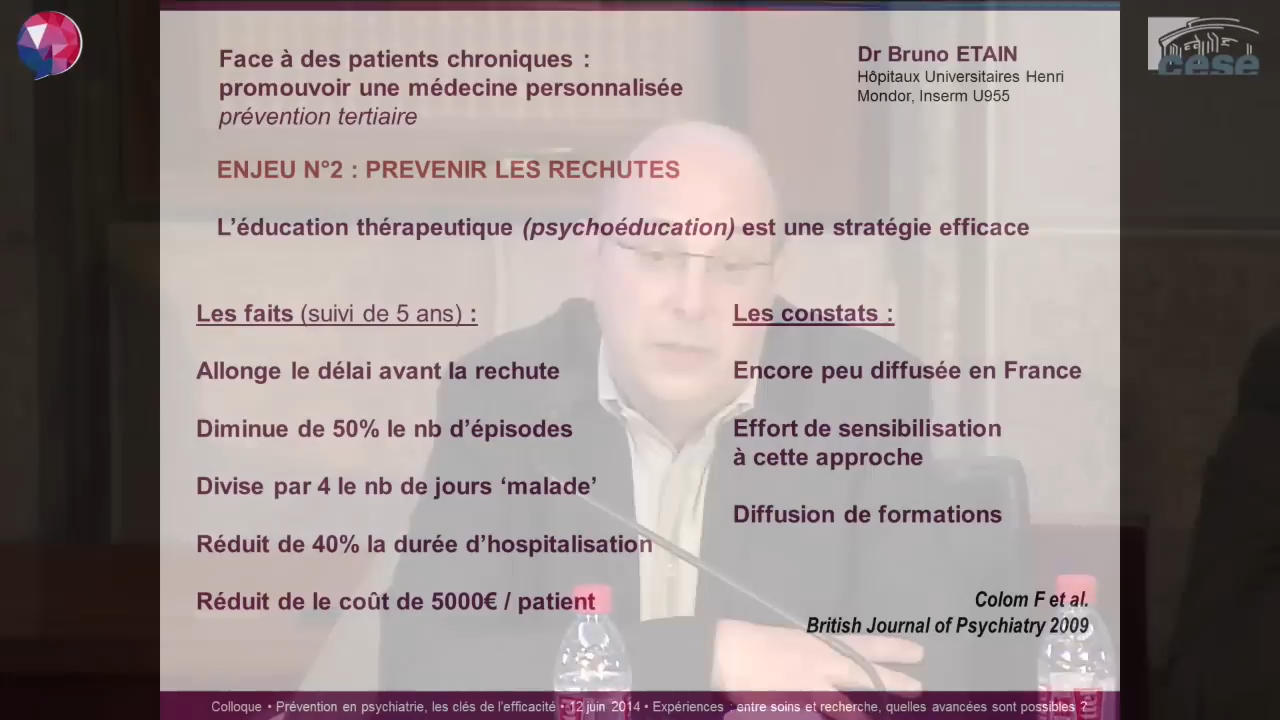 Face à des patients chroniques :
promouvoir une médecine personnalisée
prévention tertiaire
Dr Bruno ETAIN
Hôpitaux Universitaires Henri
Mondor, Inserm U955
cese
ENJEU N°2 : PREVENIR LES RECHUTES
L'éducation thérapeutique (psychoéducation) est une stratégie efficace
Les faits (suivi de 5 ans) :
Allonge le délai avant la rechute
Diminue de 50% le nb d'épisodes
Divise par 4 le nb de jours ‘malade’
Réduit de 40% la durée d'hospitalisation
Réduit de le coût de 5000€ / patient
Les constats :
Encore peu diffusée en France
Effort de sensibilisation
à cette approche
Diffusion de formations
Colom F et al.
British Journal of Psychiatry 2009
Colloque • Prévention en psychiatrie, les clés de l'efficacité • 12 juin 2014 • Expériences : entre soins et recherche, quelles avancées sont possibles ?